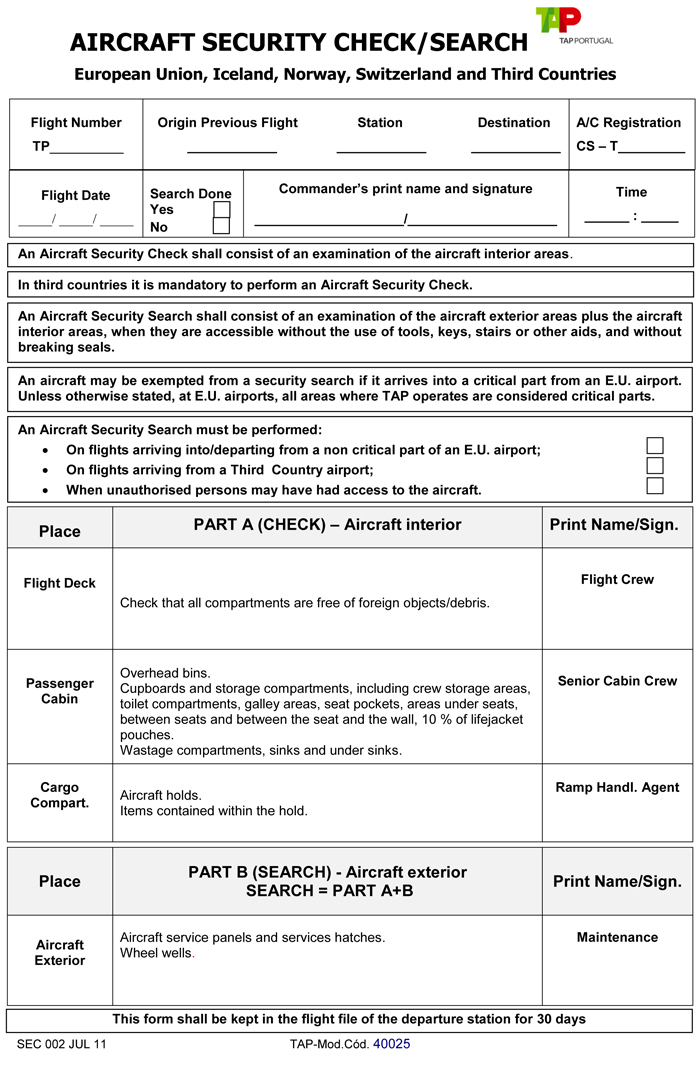 AIRCRAFT SECURITY CHECK/SEARCH
TAP
TAP PORTUGAL
European Union, Iceland, Norway, Switzerland and Third Countries
Flight Number
Origin Previous Flight
Station
Destination
A/C Registration
TP__________
____________
____________
____________
CS – T_________
Flight Date
Search Done
Commander's print name and signature
Time
_____/ _____/ _____
Yes
No
____________________/____________________
______ : _____
An Aircraft Security Check shall consist of an examination of the aircraft interior areas.
In third countries it is mandatory to perform an Aircraft Security Check.
An Aircraft Security Search shall consist of an examination of the aircraft exterior areas plus the aircraft
interior areas, when they are accessible without the use of tools, keys, stairs or other aids, and without
breaking seals.
An aircraft may be exempted from a security search if it arrives into a critical part from an E.U. airport.
Unless otherwise stated, at E.U. airports, all areas where TAP operates are considered critical parts.
An Aircraft Security Search must be performed:
• On flights arriving into/departing from a non critical part of an E.U. airport;
• On flights arriving from a Third Country airport;
• When unauthorised persons may have had access to the aircraft.
Place
PART A (CHECK) – Aircraft interior
Print Name/Sign.
Flight Deck
Check that all compartments are free of foreign objects/debris.
Flight Crew
Passenger
Cabin
Overhead bins.
Cupboards and storage compartments, including crew storage areas,
toilet compartments, galley areas, seat pockets, areas under seats,
between seats and between the seat and the wall, 10 % of lifejacket
pouches.
Wastage compartments, sinks and under sinks.
Senior Cabin Crew
Cargo
Compart.
Aircraft holds.
Items contained within the hold.
Ramp Handl. Agent
Place
PART B (SEARCH) - Aircraft exterior
SEARCH = PART A+B
Print Name/Sign.
Aircraft
Exterior
Aircraft service panels and services hatches.
Wheel wells.
Maintenance
This form shall be kept in the flight file of the departure station for 30 days
SEC 002 JUL 11
TAP-Mod.Cód. 40025